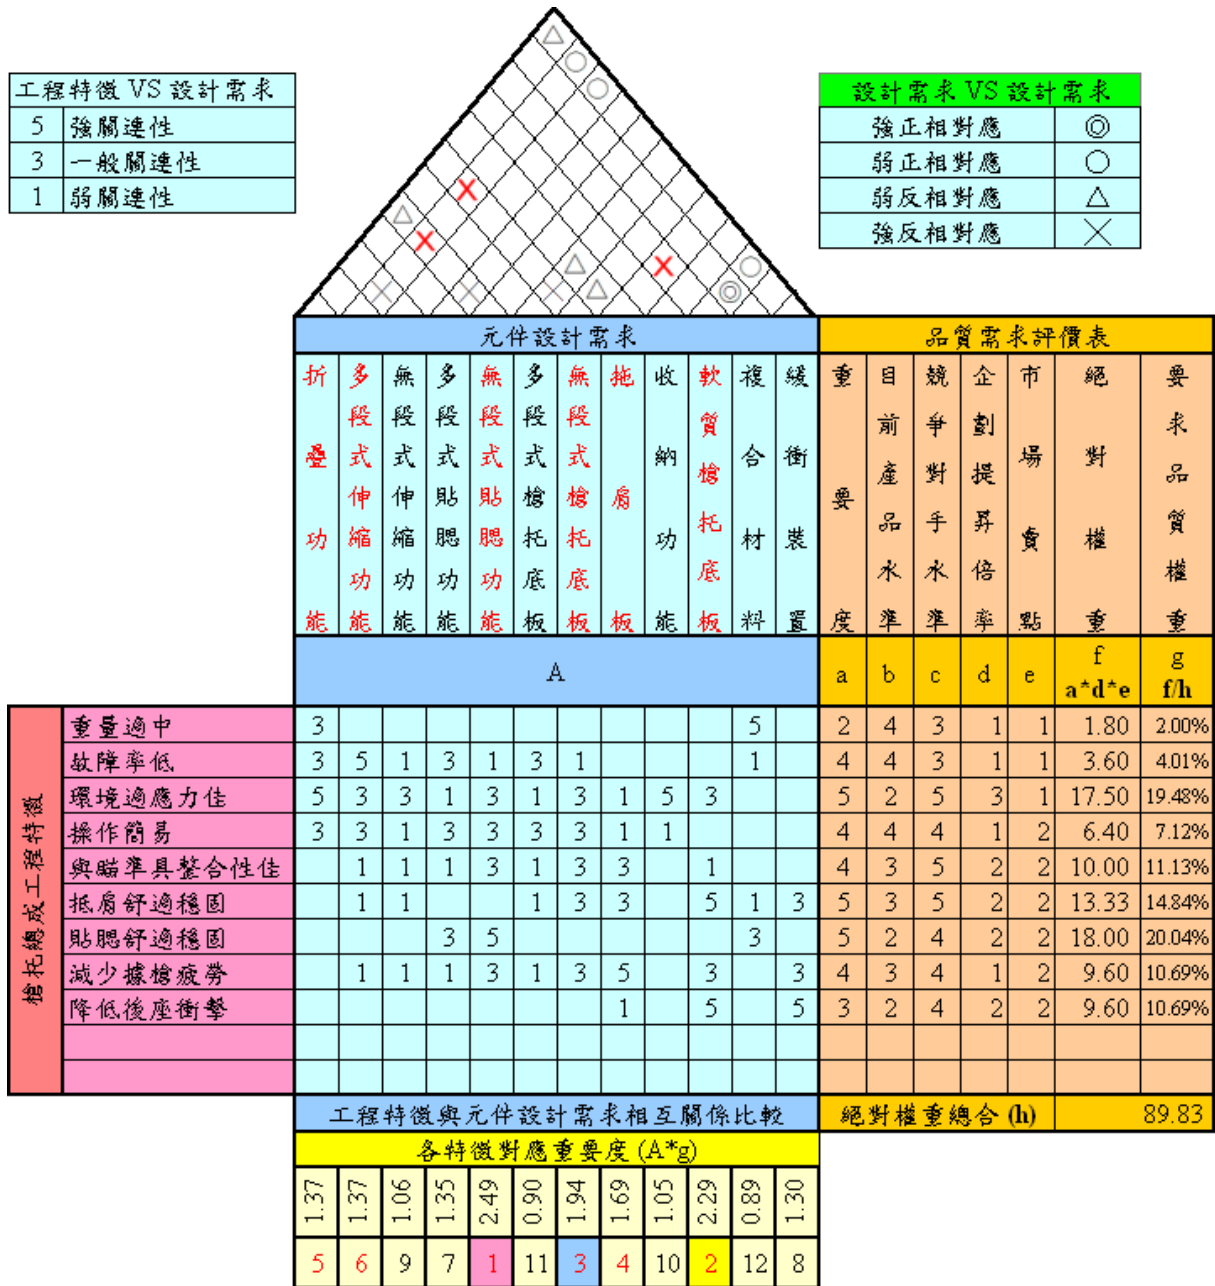 工程特徵 VS 設計需求
5 強關連性
3 一般關連性
1 弱關連性
設計需求 VS 設計需求
強正相對應 ◎
弱正相對應 ○
弱反相對應 △
強反相對應 ×
元件設計需求
品質需求評價表
折疊功能
多段式伸縮功能
無段式伸縮功能
多段式貼腮功能
無段式貼腮功能
多段式槍托底板
無段式槍托底板
拖肩板
收納功能
軟質槍托底板
複合材料
緩衝裝置
重要度
目前產品水準
競爭對手水準
企劃提昇倍率
市場賣點
絕對權重
要求品質權重
A
a b c d e f a*d*e g f/h
槍托總成工程特徵
重量適中 3 5 2 4 3 1 1 1.80 2.00%
故障率低 3 5 1 3 1 3 1 1 4 4 3 1 1 3.60 4.01%
環境適應力佳 5 3 3 1 3 1 3 1 5 3 5 2 5 3 1 17.50 19.48%
操作簡易 3 3 1 3 3 3 3 1 1 4 4 4 1 2 6.40 7.12%
與瞄準具整合性佳 1 1 1 3 1 3 3 1 4 3 5 2 2 10.00 11.13%
抵肩舒適穩固 1 1 1 3 3 5 1 3 5 3 5 2 2 13.33 14.84%
貼腮舒適穩固 3 5 3 5 2 4 2 2 18.00 20.04%
減少據槍疲勞 1 1 1 3 1 3 5 3 3 4 3 4 1 2 9.60 10.69%
降低後座衝擊 1 5 5 3 2 4 2 2 9.60 10.69%
工程特徵與元件設計需求相互關係比較
絕對權重總合 (h) 89.83
各特徵對應重要度 (A*g)
1.37 1.37 1.06 1.35 2.49 0.90 1.94 1.69 1.05 2.29 0.89 1.30
5 6 9 7 1 11 3 4 10 2 12 8